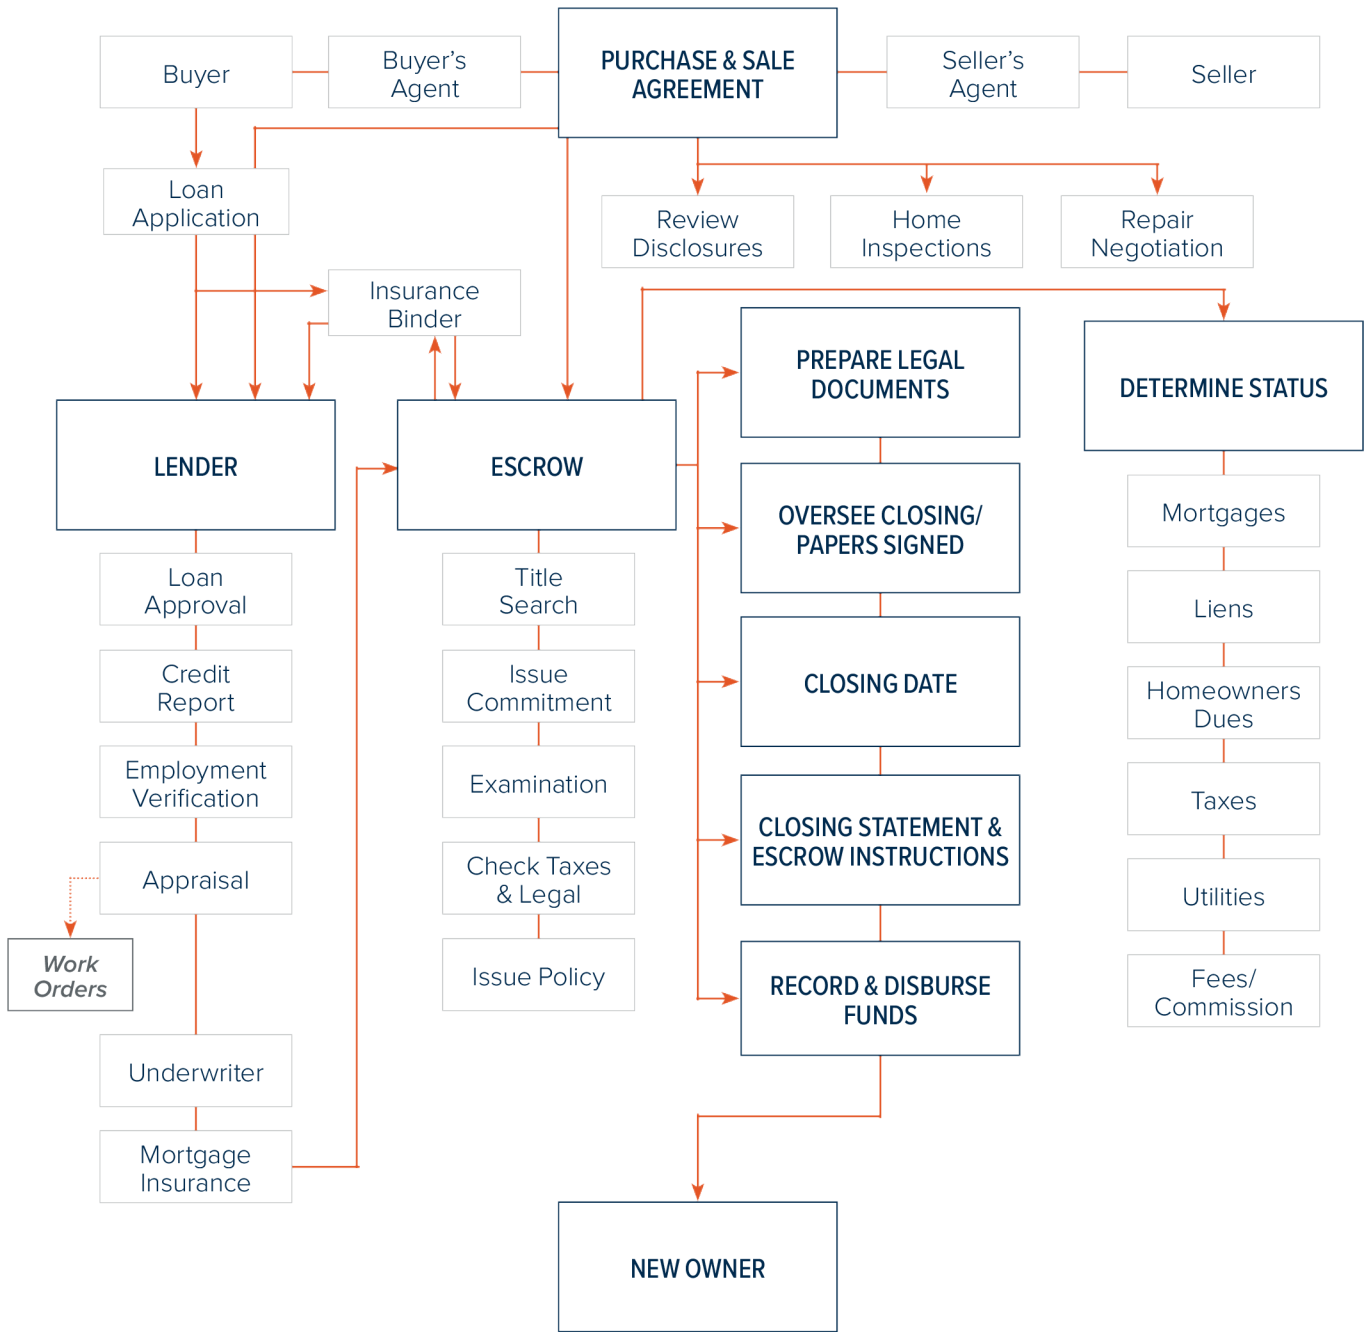 Buyer
Buyer's
Agent
PURCHASE & SALE
AGREEMENT
Seller's
Agent
Seller
Loan
Application
Review
Disclosures
Home
Inspections
Repair
Negotiation
Insurance
Binder
LENDER
ESCROW
PREPARE LEGAL
DOCUMENTS
DETERMINE STATUS
OVERSEE CLOSING/
PAPERS SIGNED
CLOSING DATE
CLOSING STATEMENT &
ESCROW INSTRUCTIONS
RECORD & DISBURSE
FUNDS
Loan
Approval
Credit
Report
Employment
Verification
Appraisal
Work
Orders
Underwriter
Mortgage
Insurance
Title
Search
Issue
Commitment
Examination
Check Taxes
& Legal
Issue Policy
Mortgages
Liens
Homeowners
Dues
Taxes
Utilities
Fees/
Commission
NEW OWNER